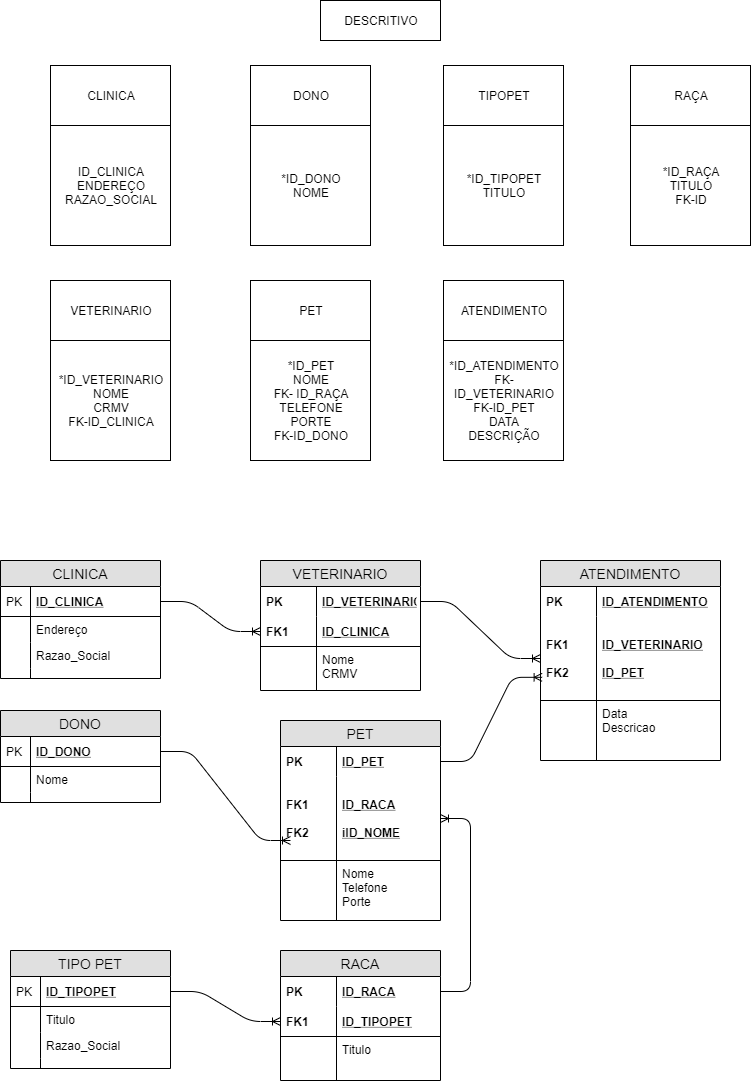 DESCRITIVO
CLINICA
ID_CLINICA
ENDEREÇO
RAZAO_SOCIAL
DONO
*ID_DONO
NOME
TIPOPET
*ID_TIPOPET
TITULO
RAÇA
*ID_RAÇA
TITULO
FK-ID
VETERINARIO
*ID_VETERINARIO
NOME
CRMV
FK-ID_CLINICA
PET
*ID_PET
NOME
FK- ID_RAÇA
TELEFONE
PORTE
FK-ID_DONO
ATENDIMENTO
*ID_ATENDIMENTO
FK-
ID_VETERINARIO
FK-ID_PET
DATA
DESCRIÇÃO
CLINICA
PK ID_CLINICA
Endereço
Razao_Social
VETERINARIO
PK ID_VETERINARIO
FK1 ID_CLINICA
Nome
CRMV
ATENDIMENTO
PK ID_ATENDIMENTO
FK1 ID_VETERINARIO
FK2 ID_PET
Data
Descricao
DONO
PK ID_DONO
Nome
PET
PK ID_PET
FK1 ID_RACA
FK2 iID_NOME
Nome
Telefone
Porte
TIPO PET
PK ID_TIPOPET
Titulo
Razao_Social
RACA
PK ID_RACA
FK1 ID_TIPOPET
Titulo